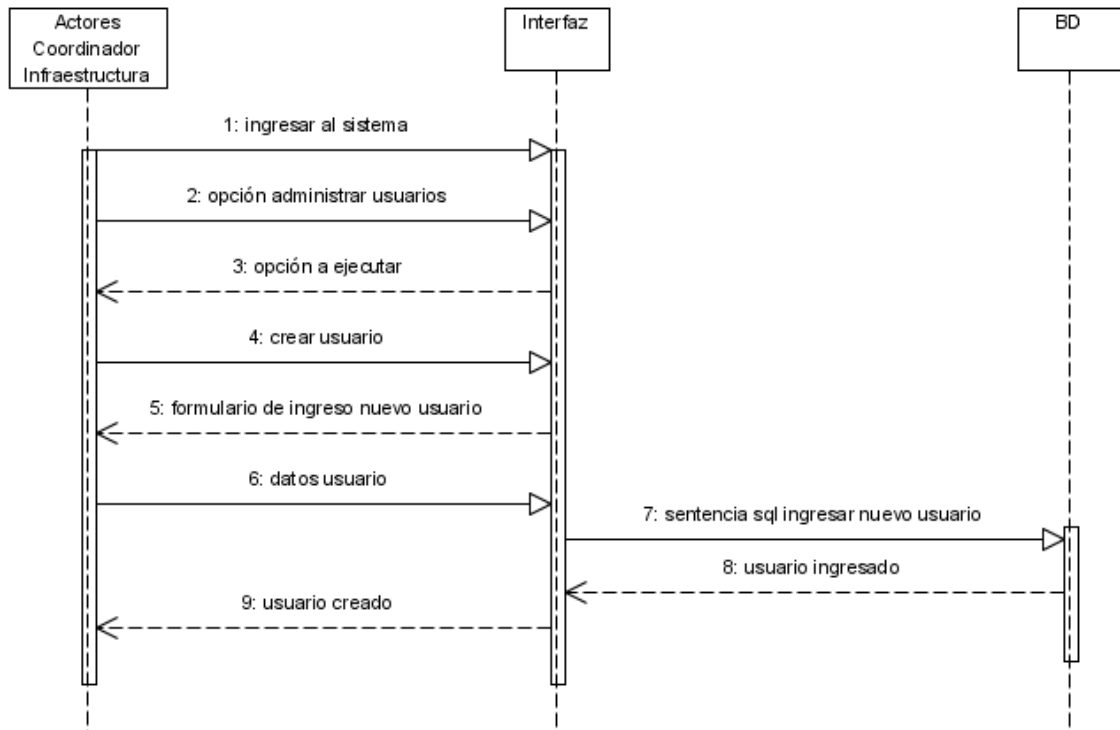 Actores
Coordinador
Infraestructura
Interfaz
BD
1: ingresar al sistema
2: opción administrar usuarios
3: opción a ejecutar
4: crear usuario
5: formulario de ingreso nuevo usuario
6: datos usuario
7: sentencia sql ingresar nuevo usuario
8: usuario ingresado
9: usuario creado